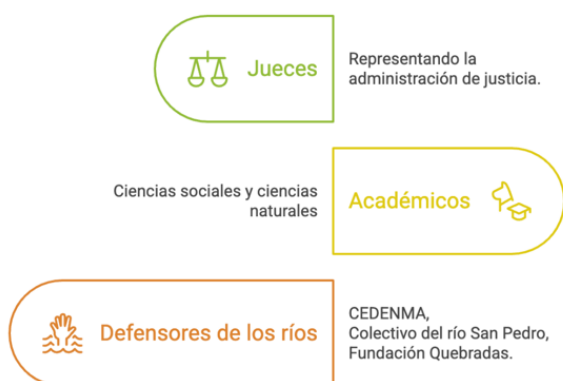 Jueces
Representando la
administración de justicia.
Ciencias sociales y ciencias
naturales
Académicos
Defensores de los ríos
CEDENMA,
Colectivo del río San Pedro,
Fundación Quebradas.